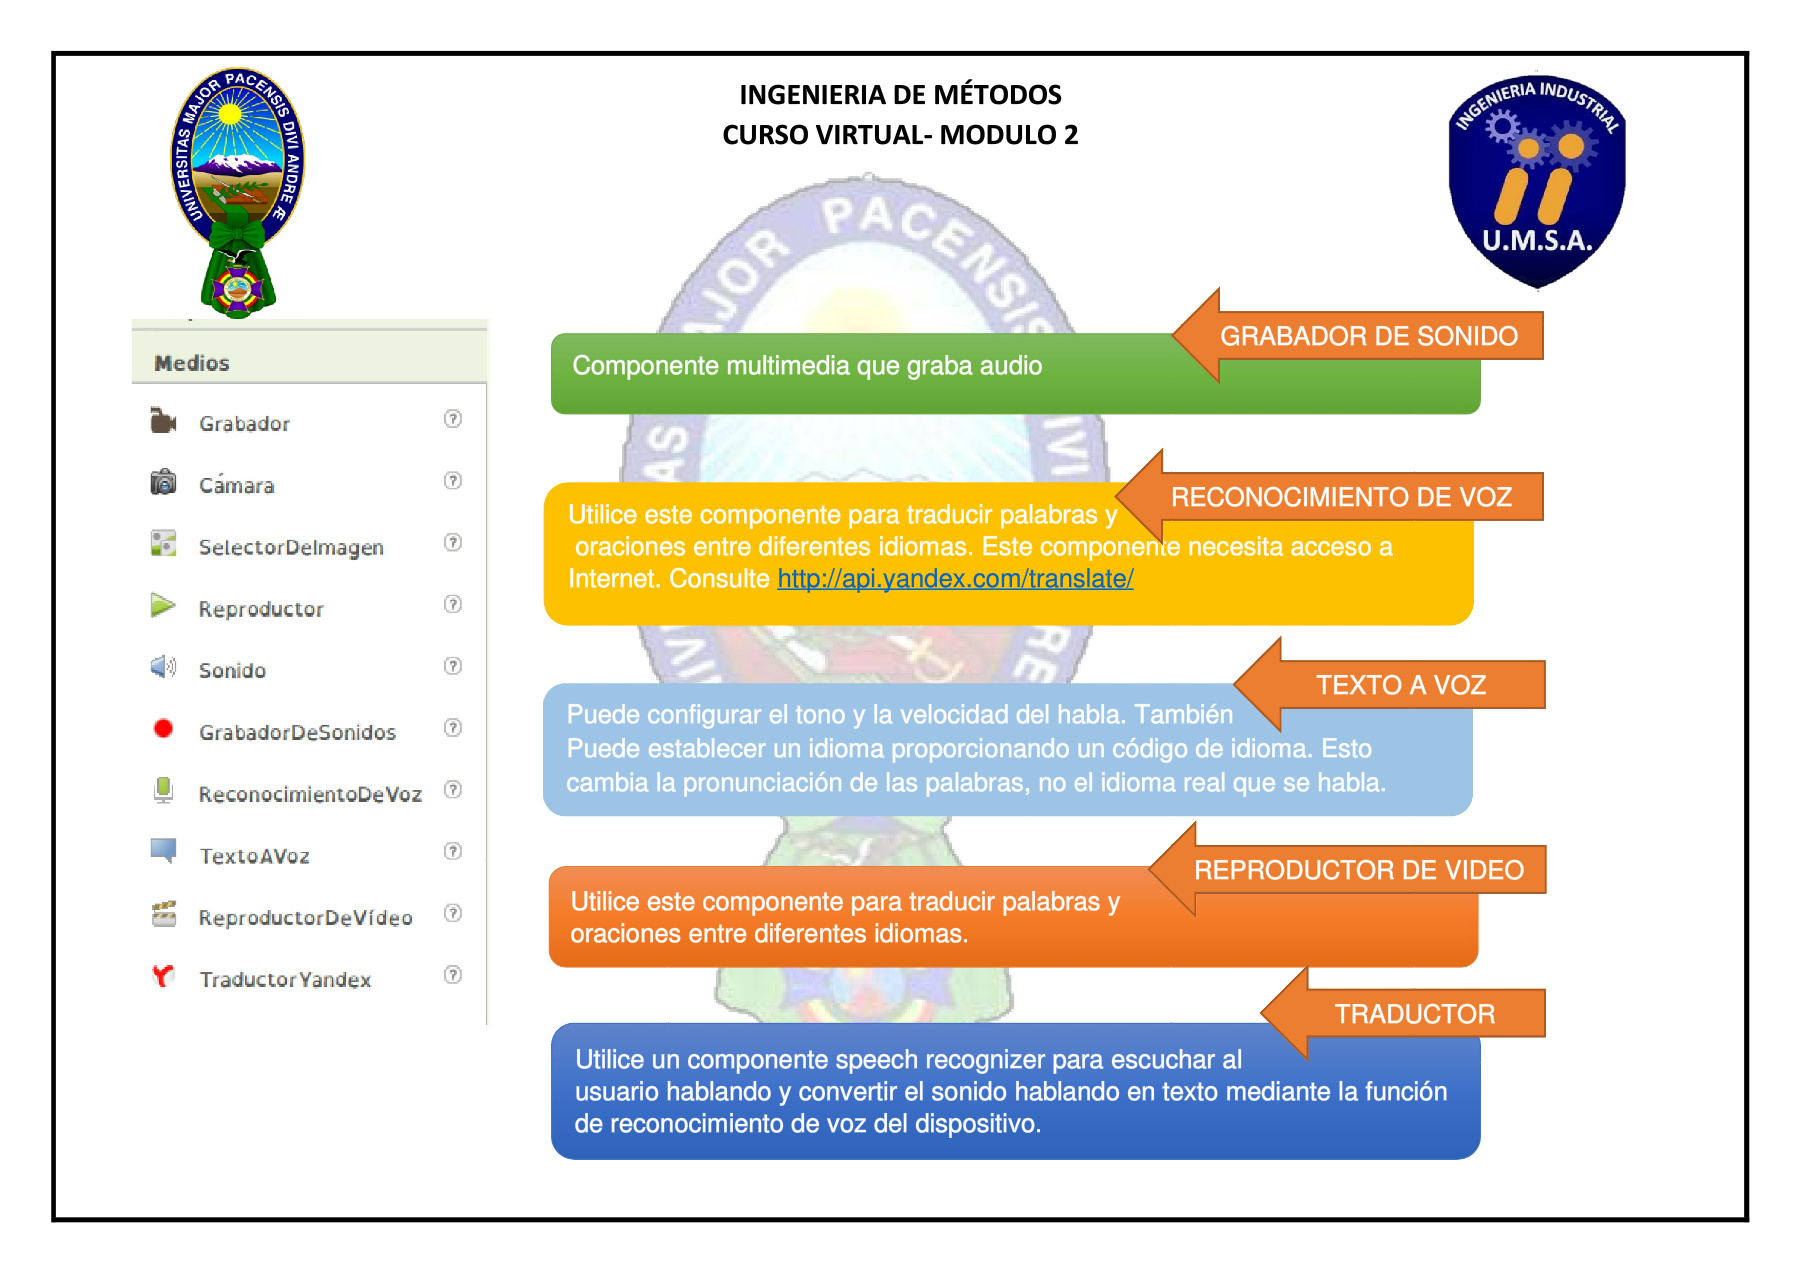 UNIVERSITAS MAJOR PACENSIS DIVI ANDRE Æ
INGENIERIA DE MÉTODOS
CURSO VIRTUAL- MODULO 2
INGENIERIA INDUSTRIAL
U.M.S.A.
Medios
Grabador
Cámara
SelectorDeImagen
Reproductor
Sonido
GrabadorDeSonidos
ReconocimientoDeVoz
TextoAVoz
ReproductorDeVídeo
TraductorYandex
GRABADOR DE SONIDO
Componente multimedia que graba audio
RECONOCIMIENTO DE VOZ
Utilice este componente para traducir palabras y
oraciones entre diferentes idiomas. Este componente necesita acceso a
Internet. Consulte http://api.yandex.com/translate/
TEXTO A VOZ
Puede configurar el tono y la velocidad del habla. También
Puede establecer un idioma proporcionando un código de idioma. Esto
cambia la pronunciación de las palabras, no el idioma real que se habla.
REPRODUCTOR DE VIDEO
Utilice este componente para traducir palabras y
oraciones entre diferentes idiomas.
TRADUCTOR
Utilice un componente speech recognizer para escuchar al
usuario hablando y convertir el sonido hablando en texto mediante la función
de reconocimiento de voz del dispositivo.